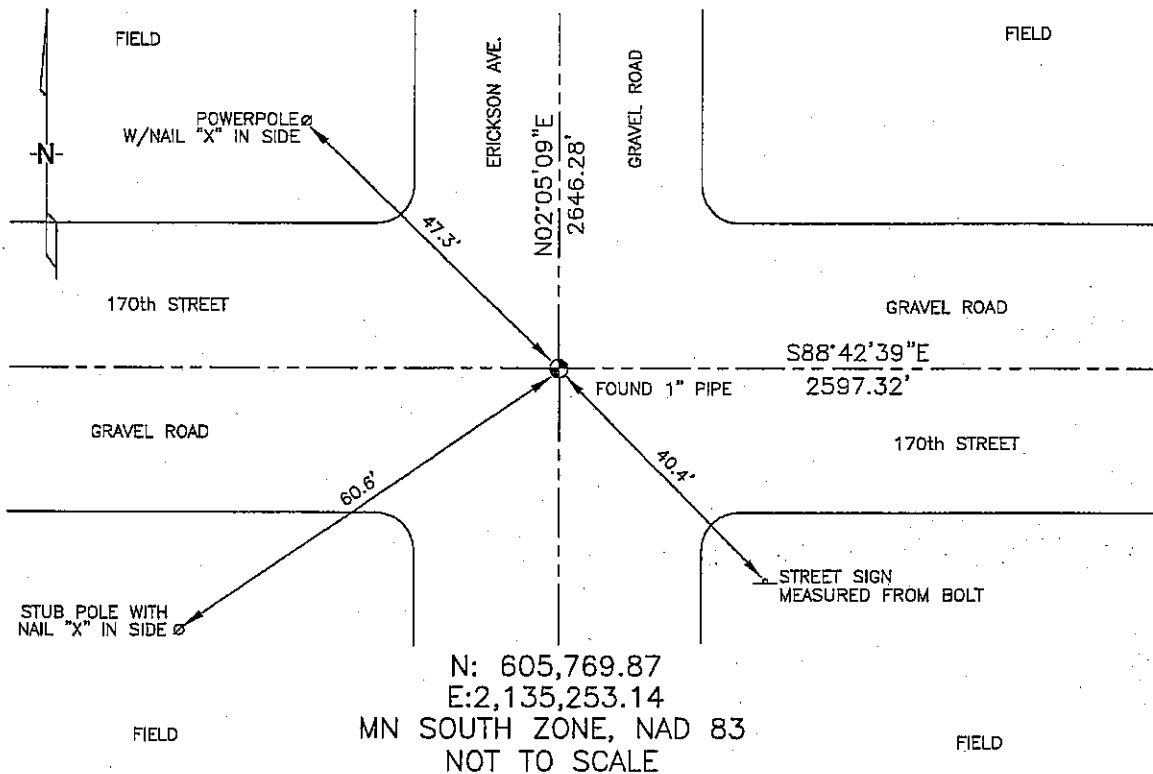 FIELD
FIELD
ERICKSON AVE.
GRAVEL ROAD
POWERPOLE
W/NAIL "X" IN SIDE
N
N02°05'09"E
2646.28'
47.3'
170th STREET
GRAVEL ROAD
S88°42'39"E
FOUND 1" PIPE
2597.32'
GRAVEL ROAD
170th STREET
60.6'
40.4'
STREET SIGN
MEASURED FROM BOLT
STUB POLE WITH
NAIL "X" IN SIDE
N: 605,769.87
E:2,135,253.14
MN SOUTH ZONE, NAD 83
NOT TO SCALE
FIELD
FIELD